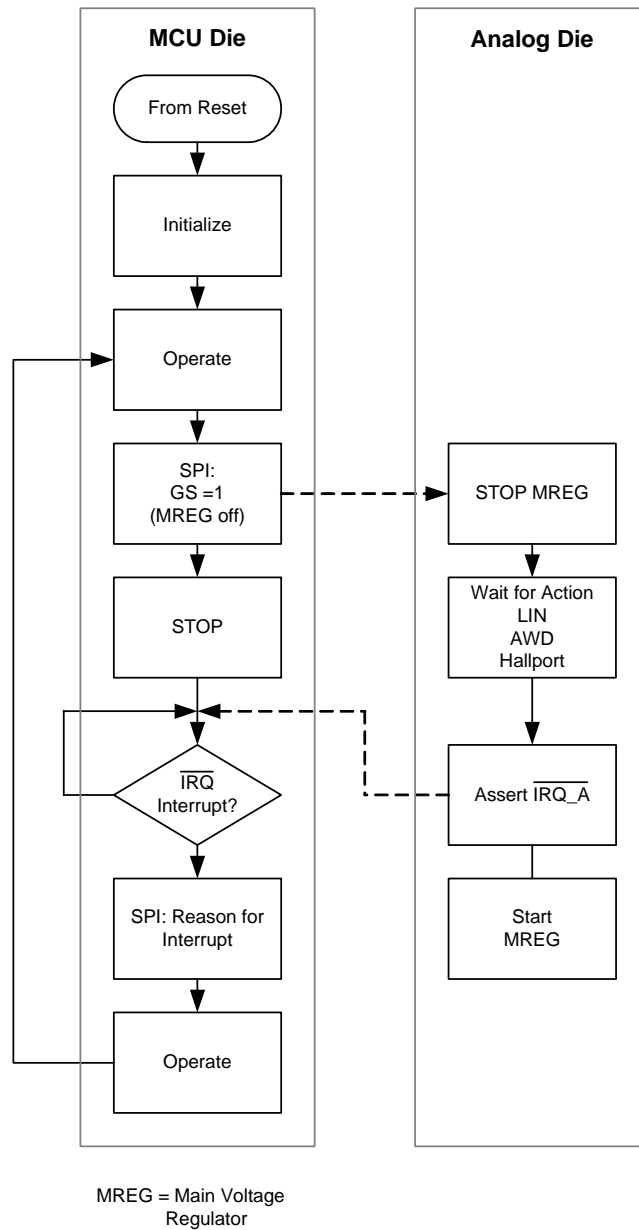 MCU Die
From Reset
Initialize
Operate
SPI:
GS =1
(MREG off)
STOP
IRQ
Interrupt?
SPI: Reason for
Interrupt
Operate
Analog Die
STOP MREG
Wait for Action
LIN
AWD
Hallport
Assert IRQ_A
Start
MREG
MREG = Main Voltage
Regulator